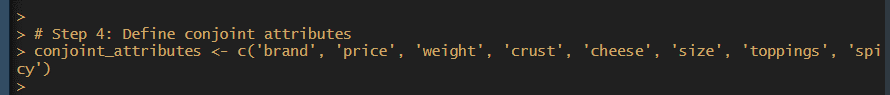 >
> # Step 4: Define conjoint attributes
> conjoint_attributes <- c('brand', 'price', 'weight', 'crust', 'cheese', 'size', 'toppings', 'spi
cy')
>